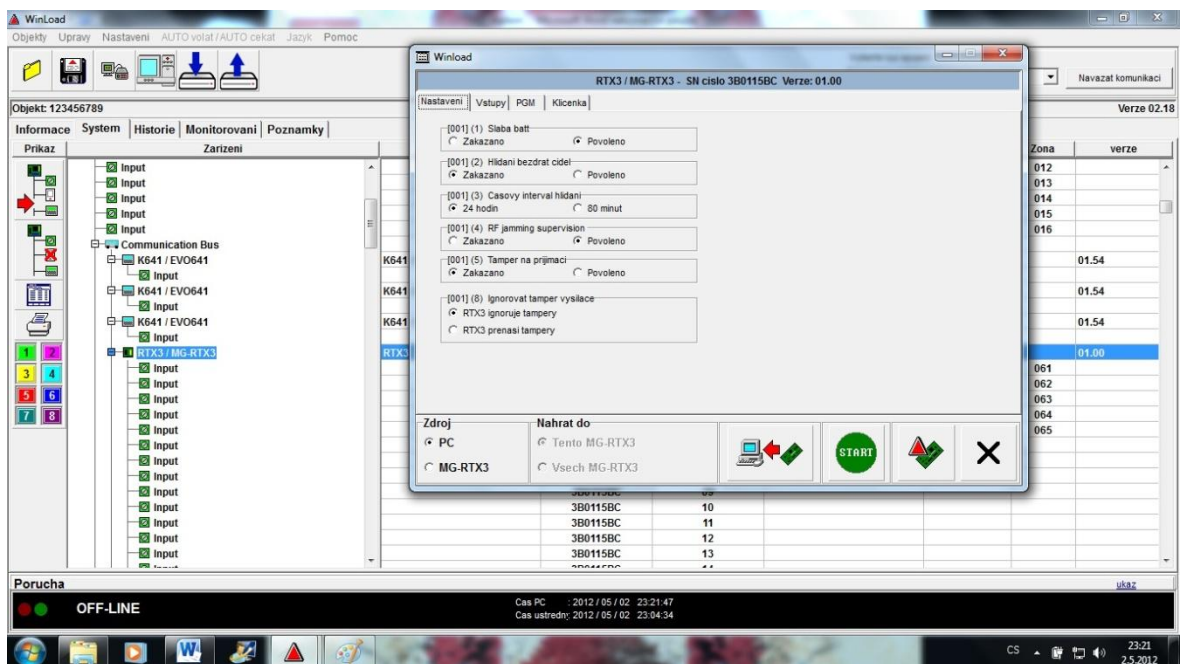 WinLoad
Objekty Upravy Nastaveni AUTO volat/AUTO cekat Jazyk Pomoc
Navazat komunikaci
Objekt: 123456789
Verze 02.18
Informace System Historie Monitorovani Poznamky
Prikaz Zarizeni Zona verze
Input 012
Input 013
Input 014
Input 015
Input 016
Communication Bus
K641 / EVO641 K641 01.54
Input
K641 / EVO641 K641 01.54
Input
K641 / EVO641 K641 01.54
Input
RTX3 / MG-RTX3 RTX3 01.00
Input 061
Input 062
Input 063
Input 064
Input 065
Input
Input
Input
Input
Input 3B0115BC 10
Input 3B0115BC 11
Input 3B0115BC 12
Input 3B0115BC 13
1 2
3 4
5 6
7 8
Winload
RTX3 / MG-RTX3 - SN cislo 3B0115BC Verze: 01.00
Nastaveni Vstupy PGM Klicenka
[001] (1) Slaba batt
Zakazano Povoleno
[001] (2) Hlidani bezdrat cidel
Zakazano Povoleno
[001] (3) Casovy interval hlidani
24 hodin 80 minut
[001] (4) RF jamming supervision
Zakazano Povoleno
[001] (5) Tamper na prijimaci
Zakazano Povoleno
[001] (8) Ignorovat tamper vysilace
RTX3 ignoruje tampery
RTX3 prenasi tampery
Zdroj Nahrat do
PC Tento MG-RTX3
MG-RTX3 Vsech MG-RTX3
START
Porucha ukaz
OFF-LINE
Cas PC : 2012 / 05 / 02 23:21:47
Cas ustredny: 2012 / 05 / 02 23:04:34
CS
23:21
2.5.2012